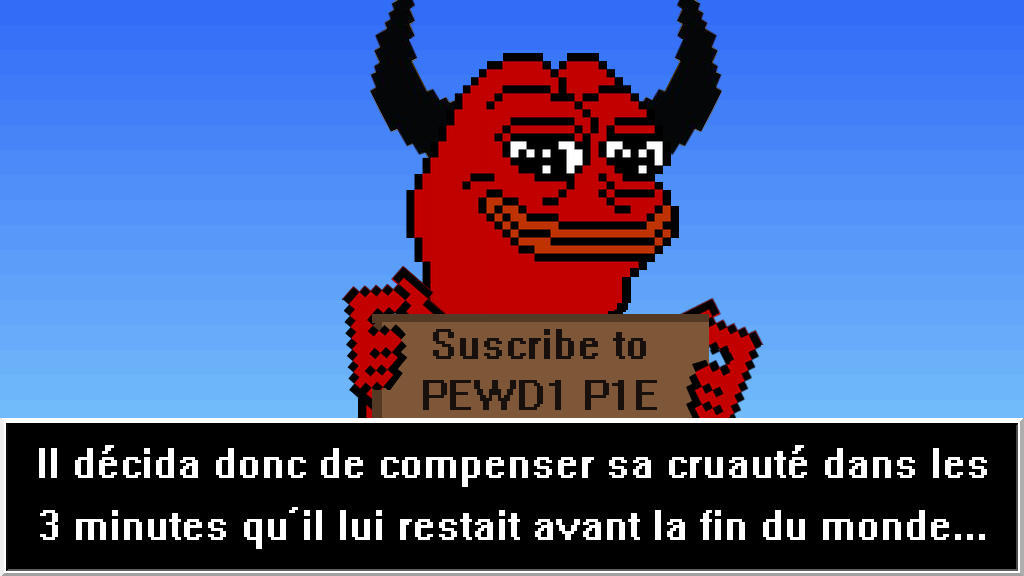 Suscribe to
PEWD1 P1E
Il décida donc de compenser sa cruauté dans les
3 minutes qu'il lui restait avant la fin du monde...